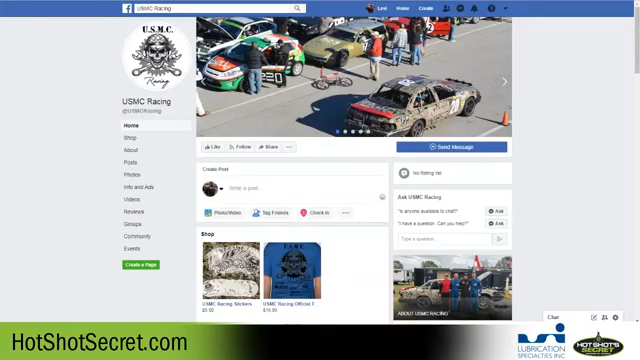 USMC Racing
Levi
Home
Create
U.S.M.C.
Racing
USMC Racing
@USMCRacing
Home
Shop
About
Posts
Photos
Info and Ads
Videos
Reviews
Groups
Community
Events
Create a Page
Like
Follow
Share
Send Message
Create Post
Write a post...
Photo/Video
Tag Friends
Check in
Shop
USMC Racing Stickers
$5.00
U.S.M.C.
USMC Racing Official T...
No Rating Yet
Ask USMC Racing
"Is anyone available to chat?"
Ask
"I have a question. Can you help?"
Ask
Type a question...
ABOUT USMC RACING
Chat
HotShotSecret.com
LUBRICATION
SPECIALTIES INC
HOT SHOT'S
SECRET